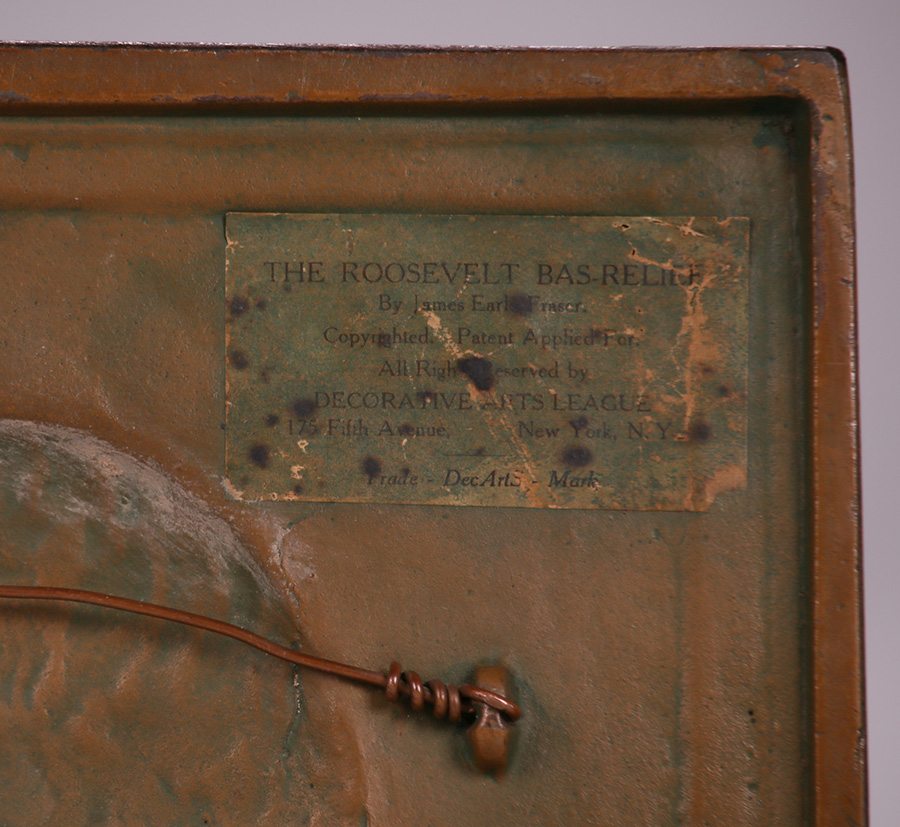 THE ROOSEVELT BAS-RELIEF
By James Earle Fraser.
Copyrighted. Patent Applied For.
All Rights Reserved by
DECORATIVE ARTS LEAGUE
175 Fifth Avenue, New York, N. Y.
Trade - DecArts - Mark